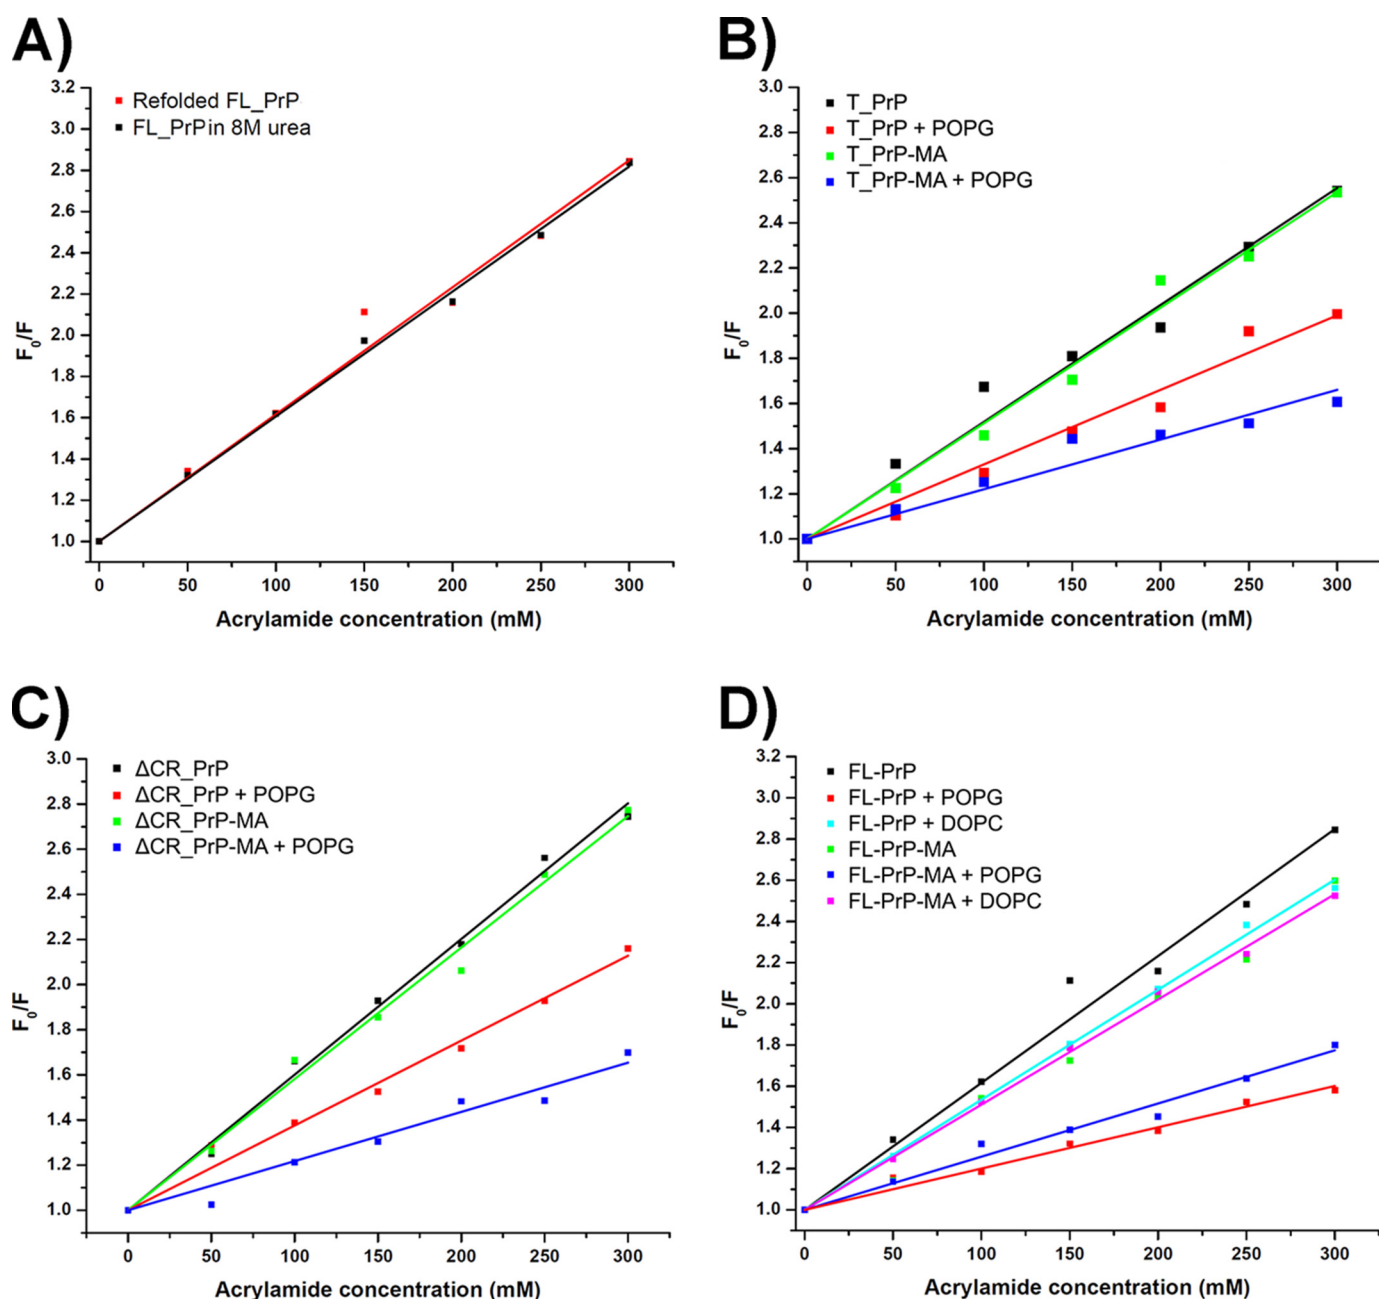 A)
Refolded FL_PrP
FL_PrP in 8M urea
3.2
3.0
2.8
2.6
2.4
2.2
2.0
1.8
1.6
1.4
1.2
1.0
F0/F
0 50 100 150 200 250 300
Acrylamide concentration (mM)
B)
T_PrP
T_PrP + POPG
T_PrP-MA
T_PrP-MA + POPG
3.0
2.8
2.6
2.4
2.2
2.0
1.8
1.6
1.4
1.2
1.0
F0/F
0 50 100 150 200 250 300
Acrylamide concentration (mM)
C)
ΔCR_PrP
ΔCR_PrP + POPG
ΔCR_PrP-MA
ΔCR_PrP-MA + POPG
3.0
2.8
2.6
2.4
2.2
2.0
1.8
1.6
1.4
1.2
1.0
F0/F
0 50 100 150 200 250 300
Acrylamide concentration (mM)
D)
FL-PrP
FL-PrP + POPG
FL-PrP + DOPC
FL-PrP-MA
FL-PrP-MA + POPG
FL-PrP-MA + DOPC
3.2
3.0
2.8
2.6
2.4
2.2
2.0
1.8
1.6
1.4
1.2
1.0
F0/F
0 50 100 150 200 250 300
Acrylamide concentration (mM)